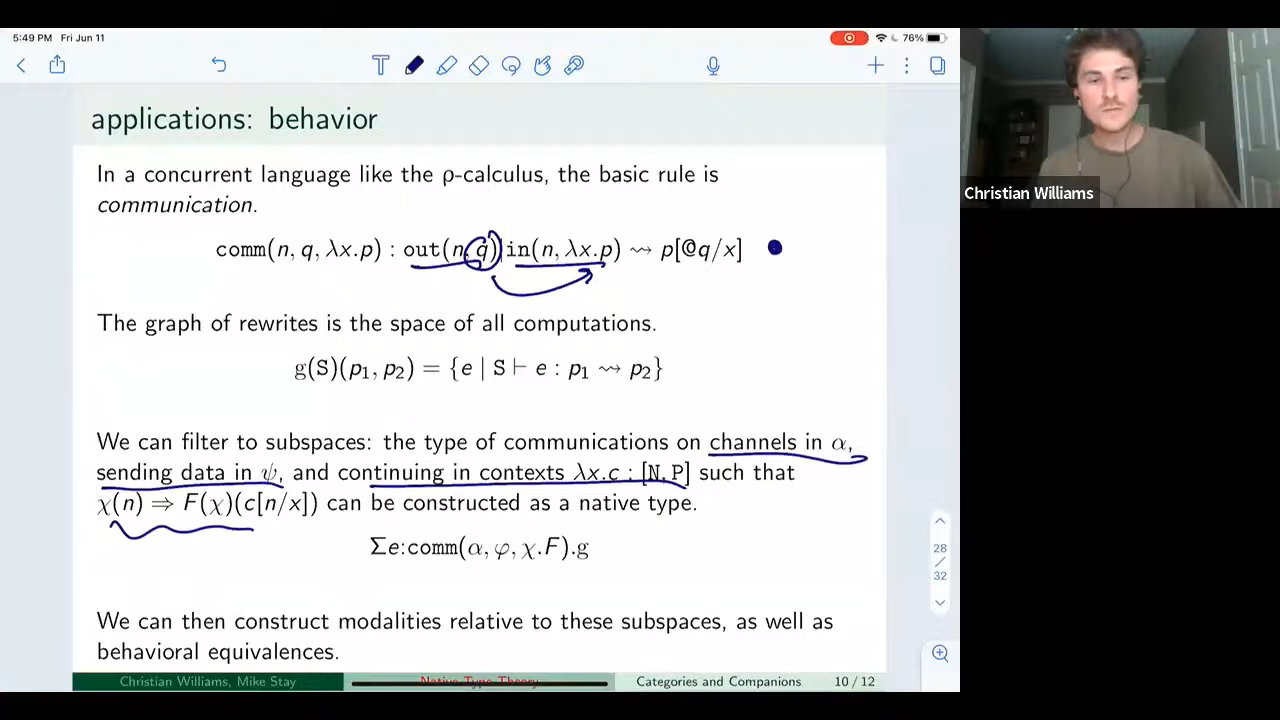 5:49 PM Fri Jun 11
76%
applications: behavior
In a concurrent language like the ρ-calculus, the basic rule is
communication.
comm(n, q, λx.p) : out(n, q)|in(n, λx.p) ⇝ p[@q/x]
The graph of rewrites is the space of all computations.
g(S)(p₁, p₂) = {e | S ⊢ e : p₁ ⇝ p₂}
We can filter to subspaces: the type of communications on channels in α,
sending data in ψ, and continuing in contexts λx.c : [N,P] such that
χ(n) ⇒ F(χ)(c[n/x]) can be constructed as a native type.
Σe:comm(α, φ, χ.F).g
We can then construct modalities relative to these subspaces, as well as
behavioral equivalences.
Christian Williams, Mike Stay
Native Type Theory
Categories and Companions
10 / 12
28
/
32
Christian Williams